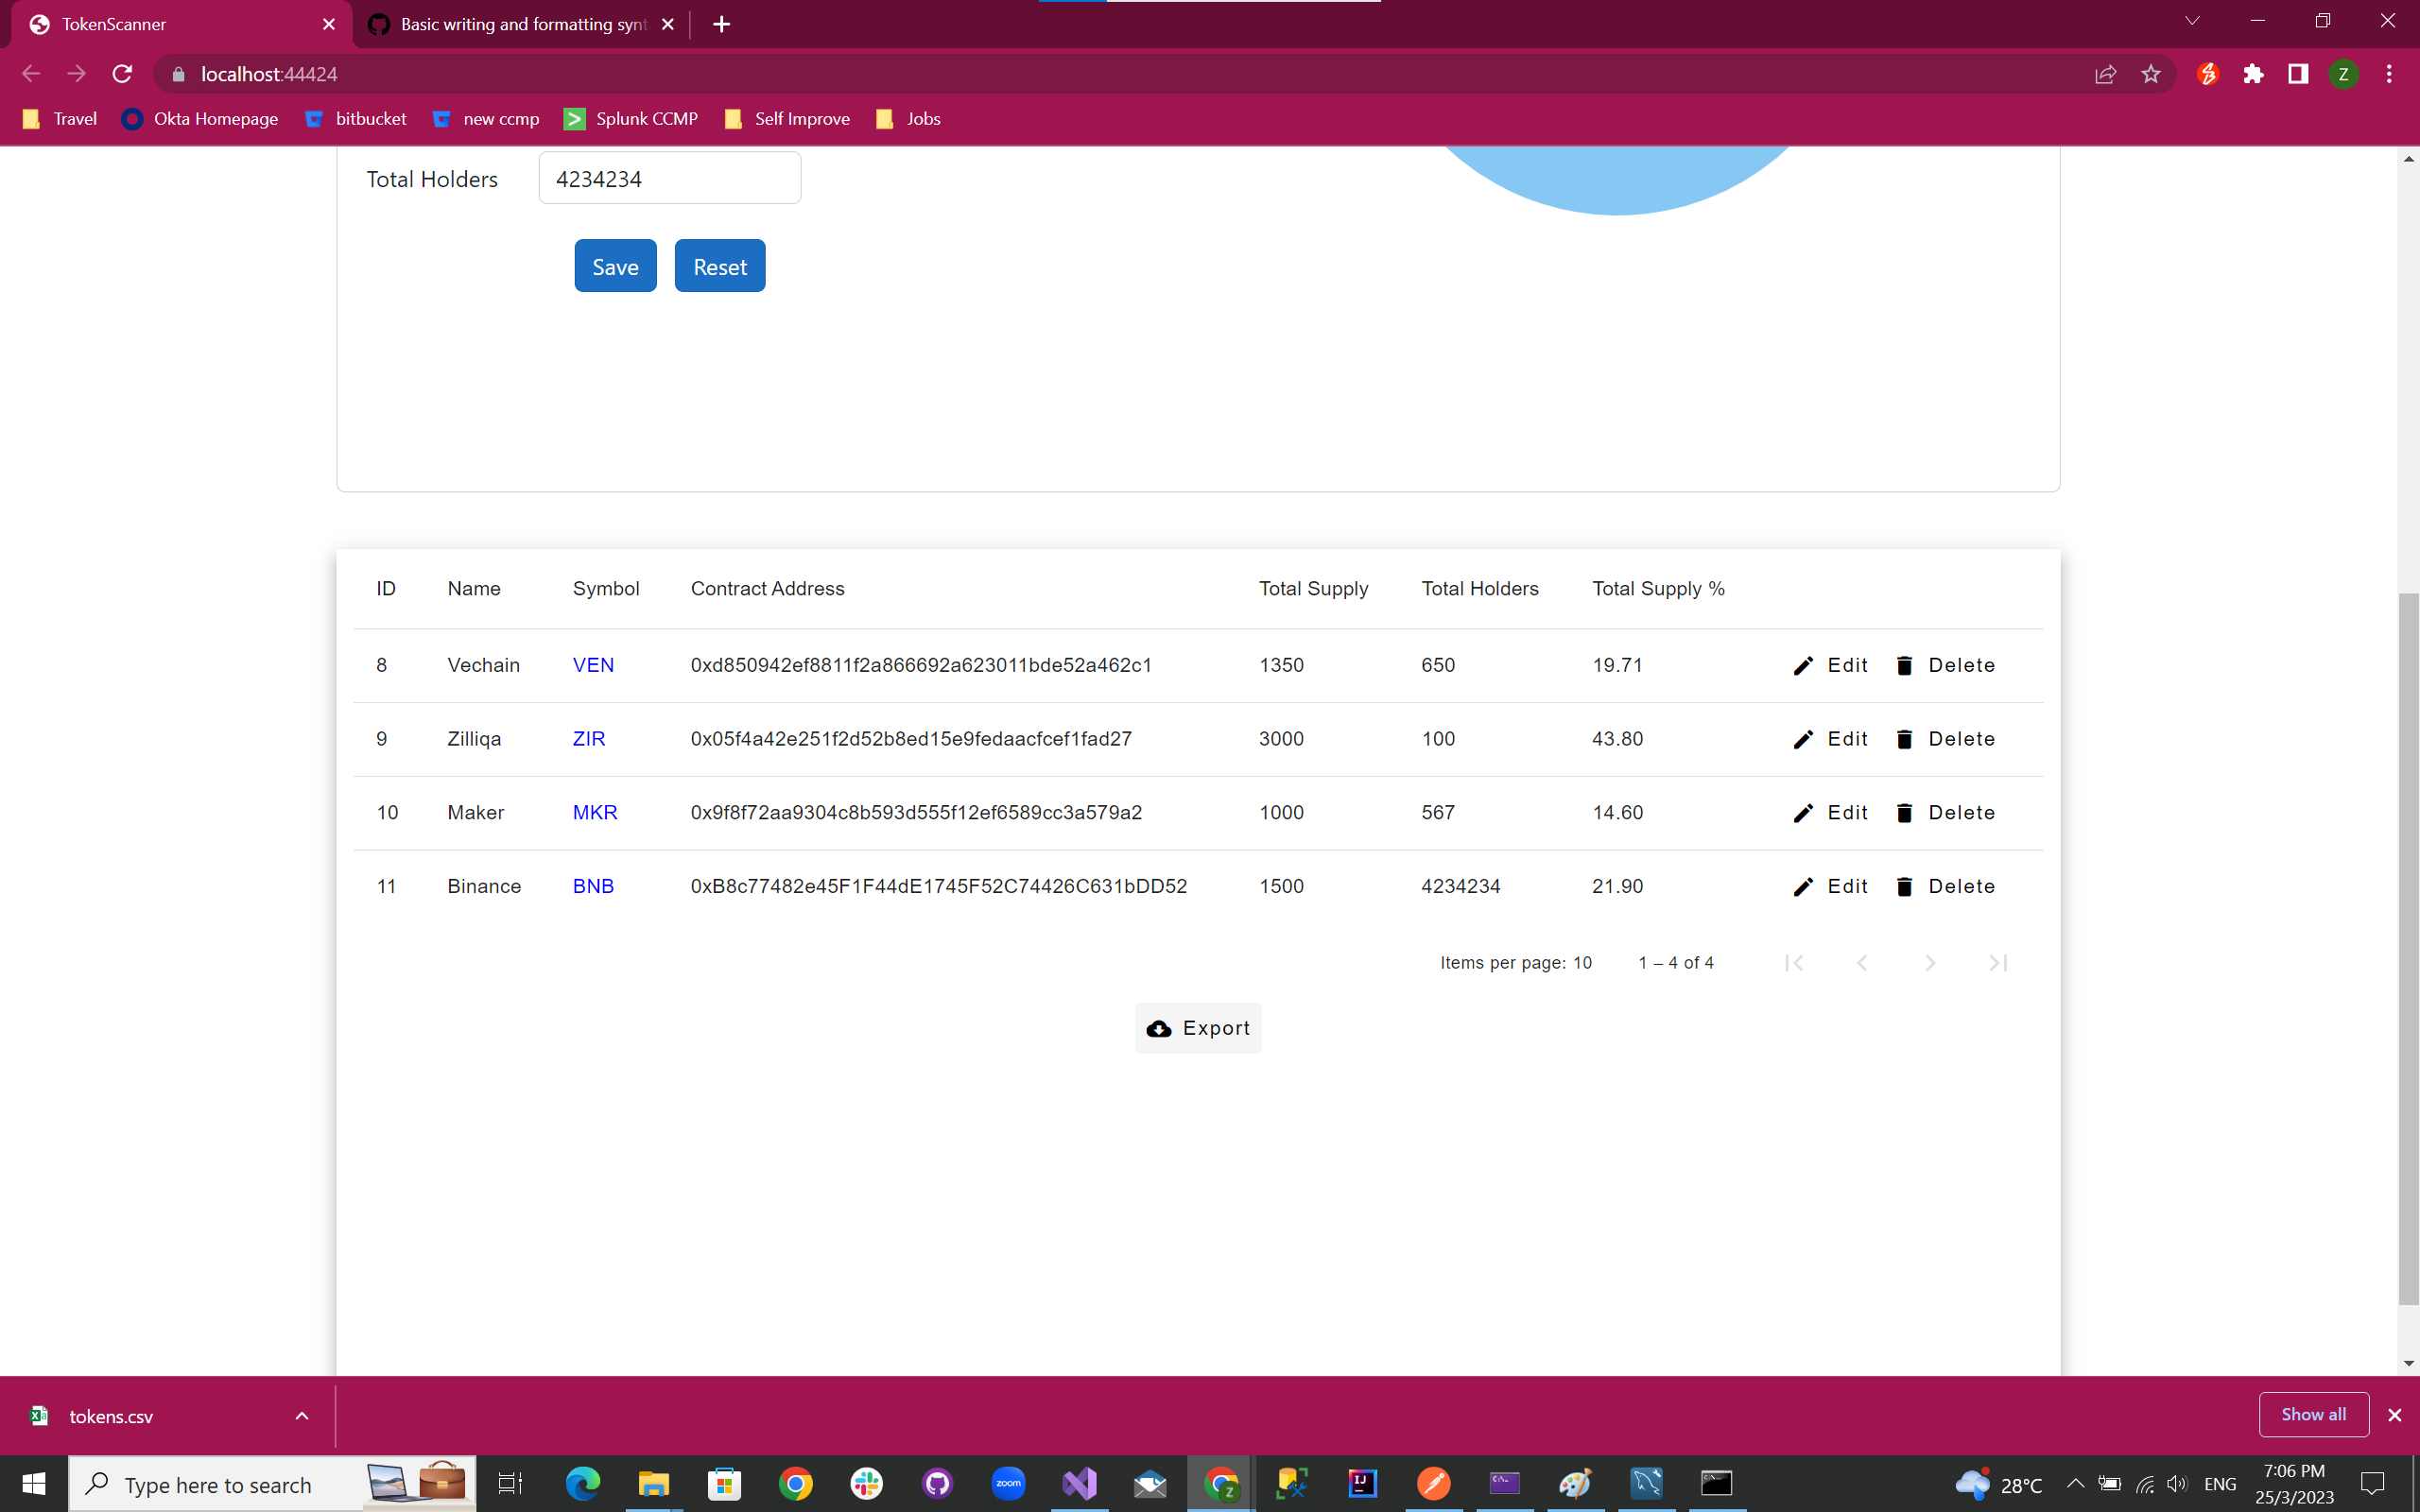 TokenScanner
Basic writing and formatting synt
localhost:44424
Z
Travel
Okta Homepage
bitbucket
new ccmp
Splunk CCMP
Self Improve
Jobs
Total Holders 4234234
Save Reset
ID Name Symbol Contract Address Total Supply Total Holders Total Supply %
8 Vechain VEN 0xd850942ef8811f2a866692a623011bde52a462c1 1350 650 19.71 Edit Delete
9 Zilliqa ZIR 0x05f4a42e251f2d52b8ed15e9fedaacfcef1fad27 3000 100 43.80 Edit Delete
10 Maker MKR 0x9f8f72aa9304c8b593d555f12ef6589cc3a579a2 1000 567 14.60 Edit Delete
11 Binance BNB 0xB8c77482e45F1F44dE1745F52C74426C631bDD52 1500 4234234 21.90 Edit Delete
Items per page: 10 1 – 4 of 4
Export
tokens.csv
Show all
Type here to search
zoom
IJ
Z
28°C
ENG
7:06 PM
25/3/2023